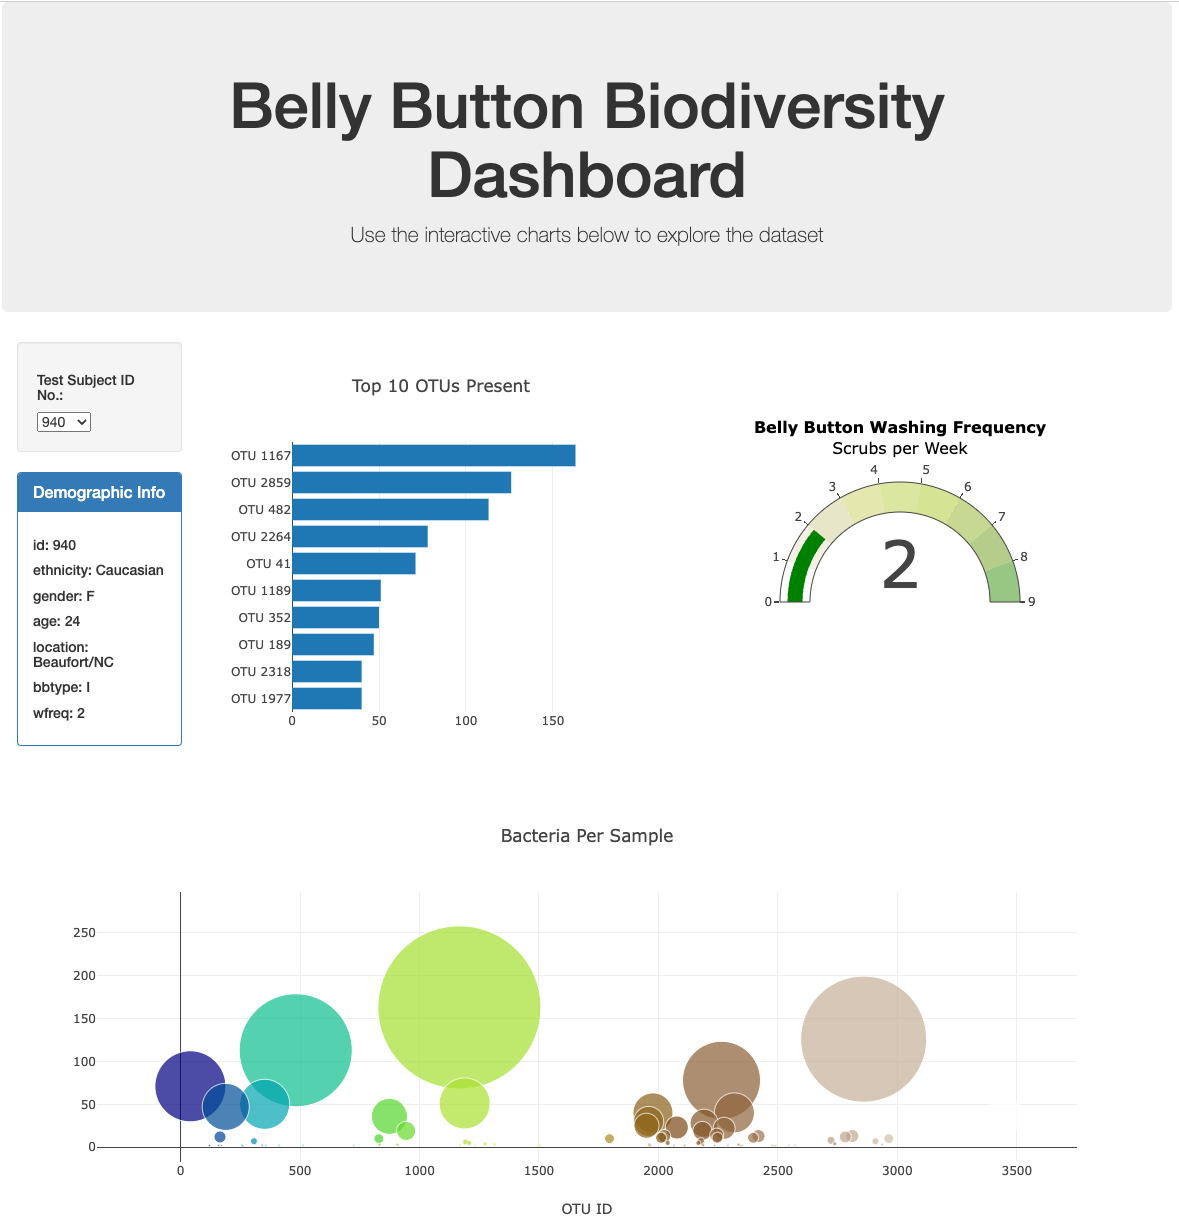 Belly Button Biodiversity
Dashboard
Use the interactive charts below to explore the dataset
Test Subject ID
No.:
940
Demographic Info
id: 940
ethnicity: Caucasian
gender: F
age: 24
location:
Beaufort/NC
bbtype: I
wfreq: 2
Top 10 OTUs Present
OTU 1167
OTU 2859
OTU 482
OTU 2264
OTU 41
OTU 1189
OTU 352
OTU 189
OTU 2318
OTU 1977
0 50 100 150
Belly Button Washing Frequency
Scrubs per Week
0 1 2 3 4 5 6 7 8 9
2
Bacteria Per Sample
250
200
150
100
50
0
0 500 1000 1500 2000 2500 3000 3500
OTU ID